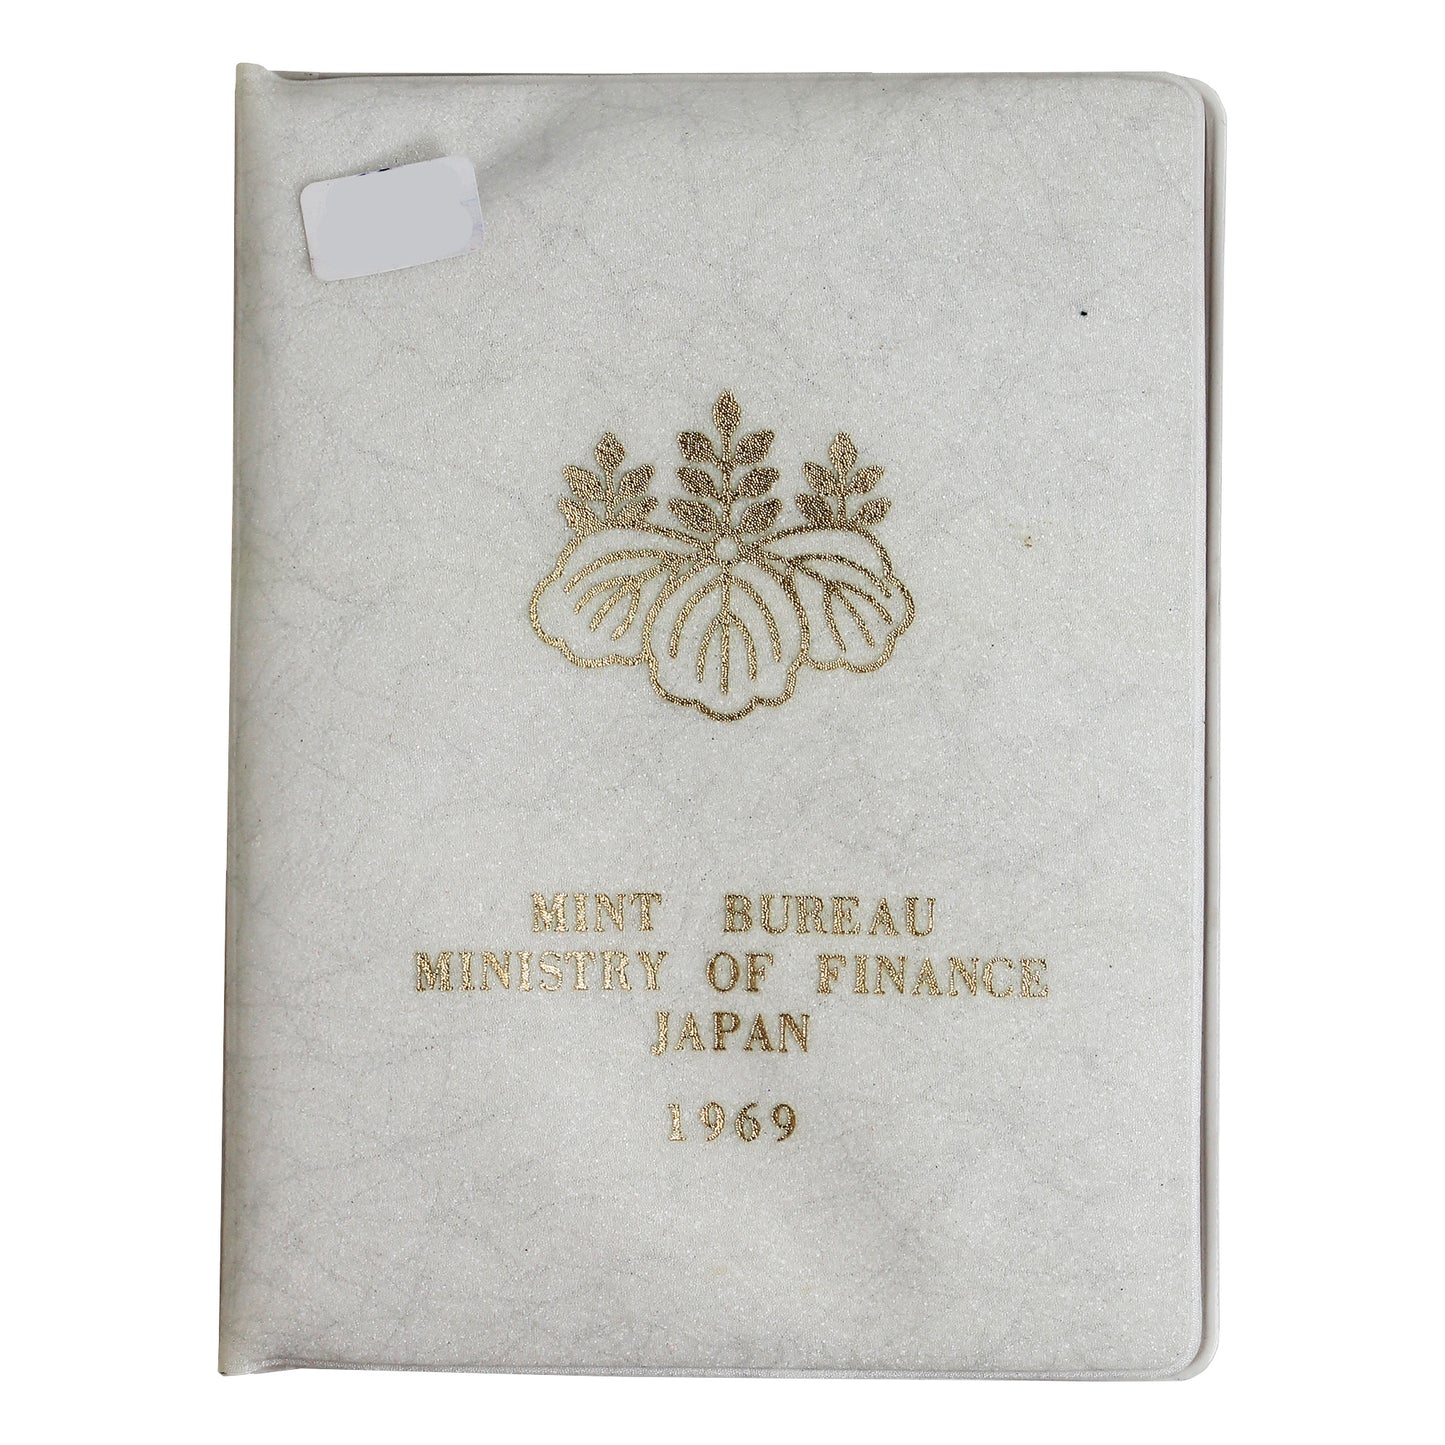 MINT BUREAU
MINISTRY OF FINANCE
JAPAN
1969